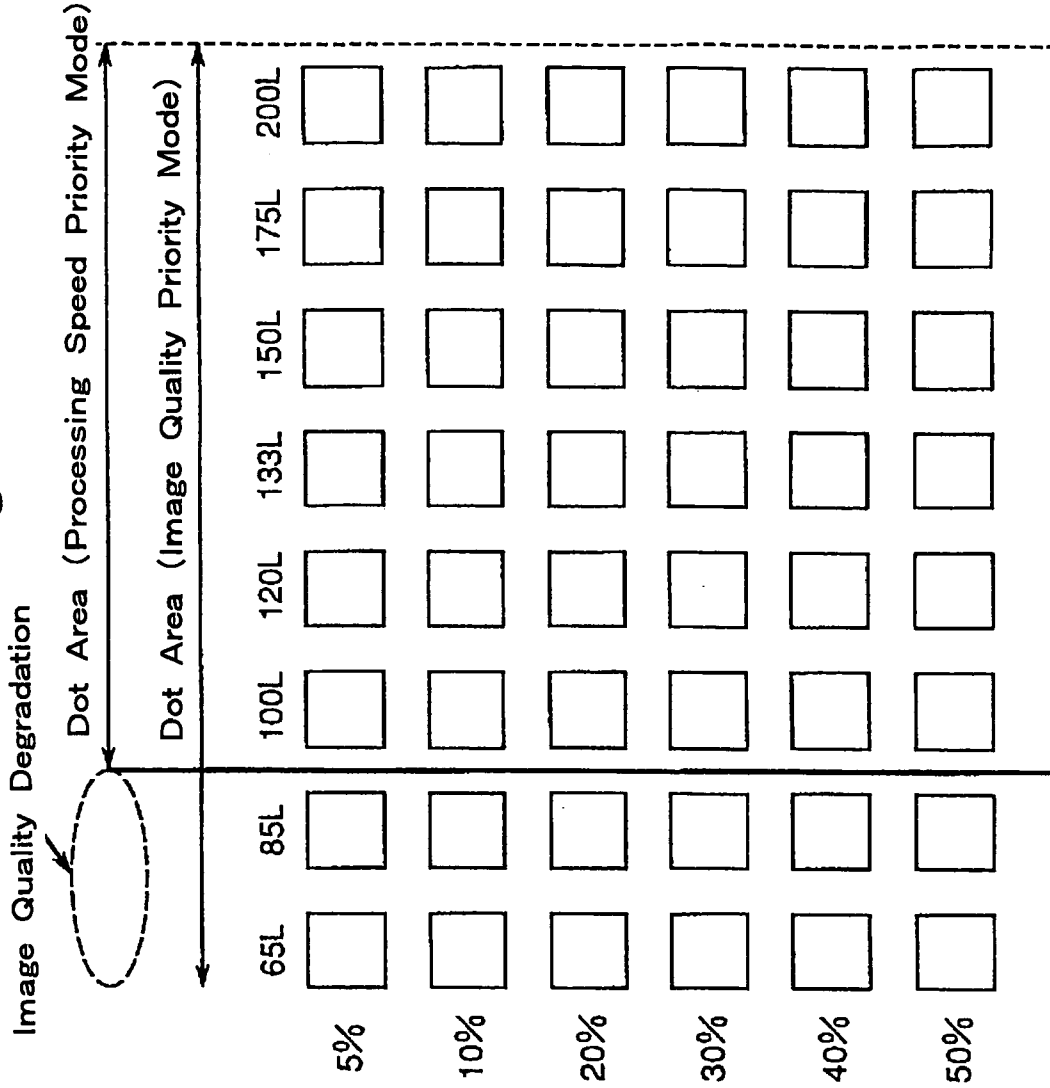 Image Quality Degradation
Dot Area (Processing Speed Priority Mode)
Dot Area (Image Quality Priority Mode)
65L 85L 100L 120L 133L 150L 175L 200L
5%
10%
20%
30%
40%
50%